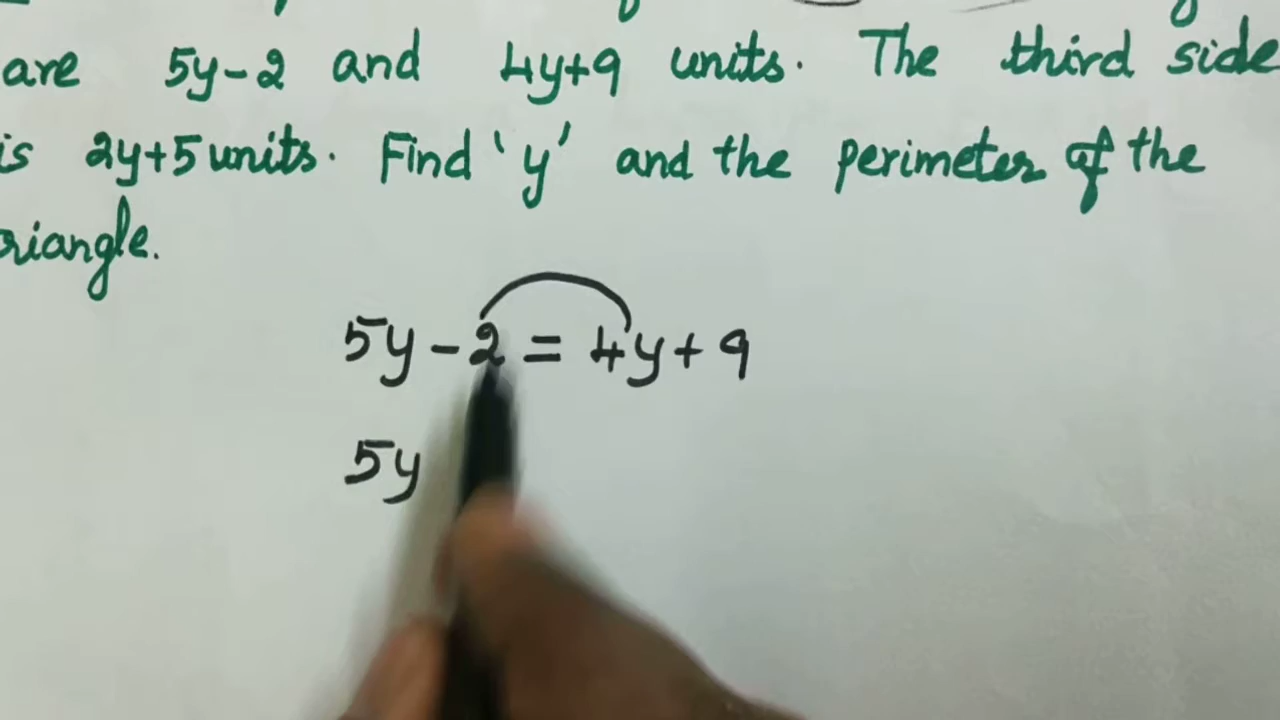 are 5y-2 and 4y+9 units. The third side
is 2y+5 units. Find 'y' and the perimeter of the
riangle.
5y - 2 = 4y + 9
5y